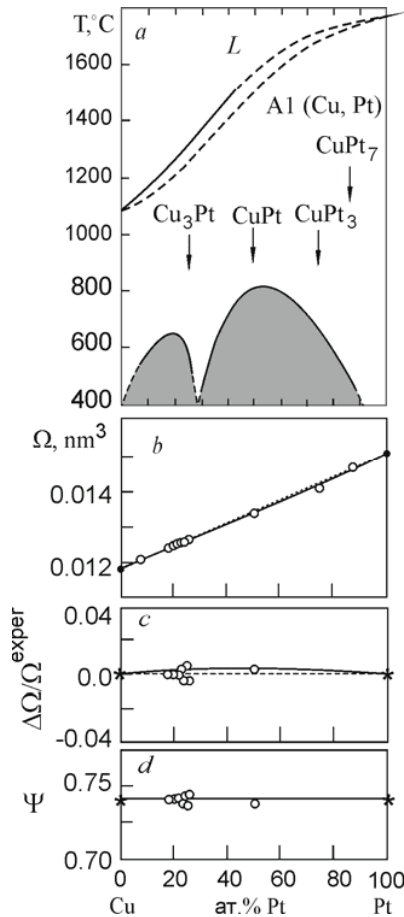 T,°C
a
L
1600
1400
1200
1000
800
600
400
A1 (Cu, Pt)
CuPt7
Cu3Pt
CuPt
CuPt3
Ω, nm3
b
0.014
0.012
ΔΩ/Ωexper
c
0.04
0.0
-0.04
Ψ
d
0.75
0.70
0 20 40 60 80 100
Cu ат.% Pt Pt